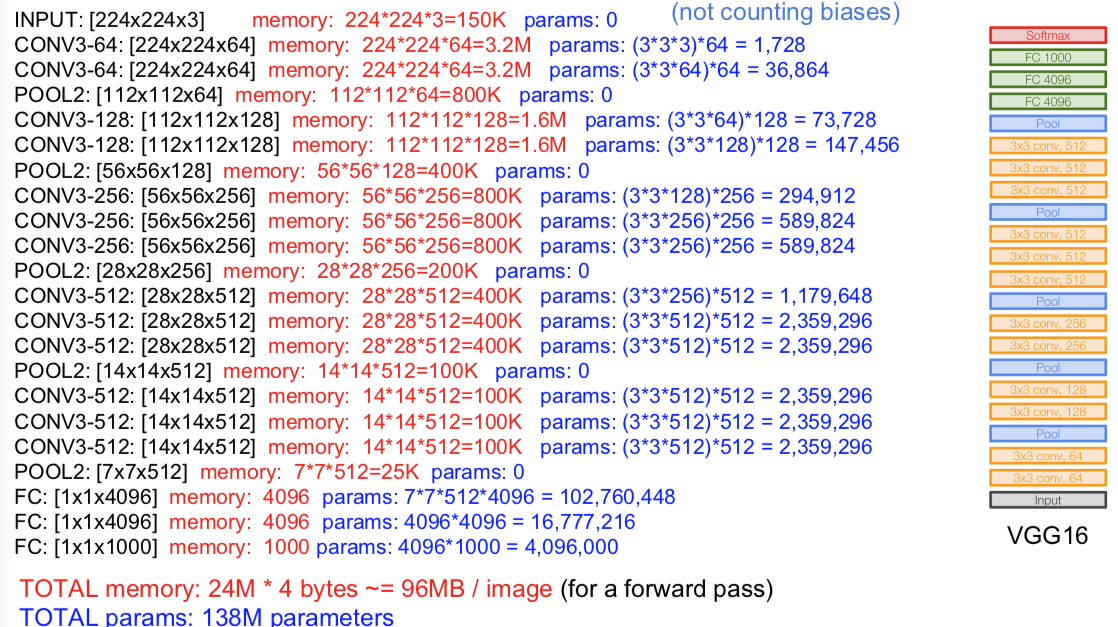 (not counting biases)
INPUT: [224x224x3] memory: 224*224*3=150K params: 0
CONV3-64: [224x224x64] memory: 224*224*64=3.2M params: (3*3*3)*64 = 1,728
CONV3-64: [224x224x64] memory: 224*224*64=3.2M params: (3*3*64)*64 = 36,864
POOL2: [112x112x64] memory: 112*112*64=800K params: 0
CONV3-128: [112x112x128] memory: 112*112*128=1.6M params: (3*3*64)*128 = 73,728
CONV3-128: [112x112x128] memory: 112*112*128=1.6M params: (3*3*128)*128 = 147,456
POOL2: [56x56x128] memory: 56*56*128=400K params: 0
CONV3-256: [56x56x256] memory: 56*56*256=800K params: (3*3*128)*256 = 294,912
CONV3-256: [56x56x256] memory: 56*56*256=800K params: (3*3*256)*256 = 589,824
CONV3-256: [56x56x256] memory: 56*56*256=800K params: (3*3*256)*256 = 589,824
POOL2: [28x28x256] memory: 28*28*256=200K params: 0
CONV3-512: [28x28x512] memory: 28*28*512=400K params: (3*3*256)*512 = 1,179,648
CONV3-512: [28x28x512] memory: 28*28*512=400K params: (3*3*512)*512 = 2,359,296
CONV3-512: [28x28x512] memory: 28*28*512=400K params: (3*3*512)*512 = 2,359,296
POOL2: [14x14x512] memory: 14*14*512=100K params: 0
CONV3-512: [14x14x512] memory: 14*14*512=100K params: (3*3*512)*512 = 2,359,296
CONV3-512: [14x14x512] memory: 14*14*512=100K params: (3*3*512)*512 = 2,359,296
CONV3-512: [14x14x512] memory: 14*14*512=100K params: (3*3*512)*512 = 2,359,296
POOL2: [7x7x512] memory: 7*7*512=25K params: 0
FC: [1x1x4096] memory: 4096 params: 7*7*512*4096 = 102,760,448
FC: [1x1x4096] memory: 4096 params: 4096*4096 = 16,777,216
FC: [1x1x1000] memory: 1000 params: 4096*1000 = 4,096,000
TOTAL memory: 24M * 4 bytes ~= 96MB / image (for a forward pass)
TOTAL params: 138M parameters
Softmax
FC 1000
FC 4096
FC 4096
Pool
3x3 conv, 512
3x3 conv, 512
3x3 conv, 512
Pool
3x3 conv, 512
3x3 conv, 512
3x3 conv, 512
Pool
3x3 conv, 256
3x3 conv, 256
Pool
3x3 conv, 128
3x3 conv, 128
Pool
3x3 conv, 64
3x3 conv, 64
Input
VGG16